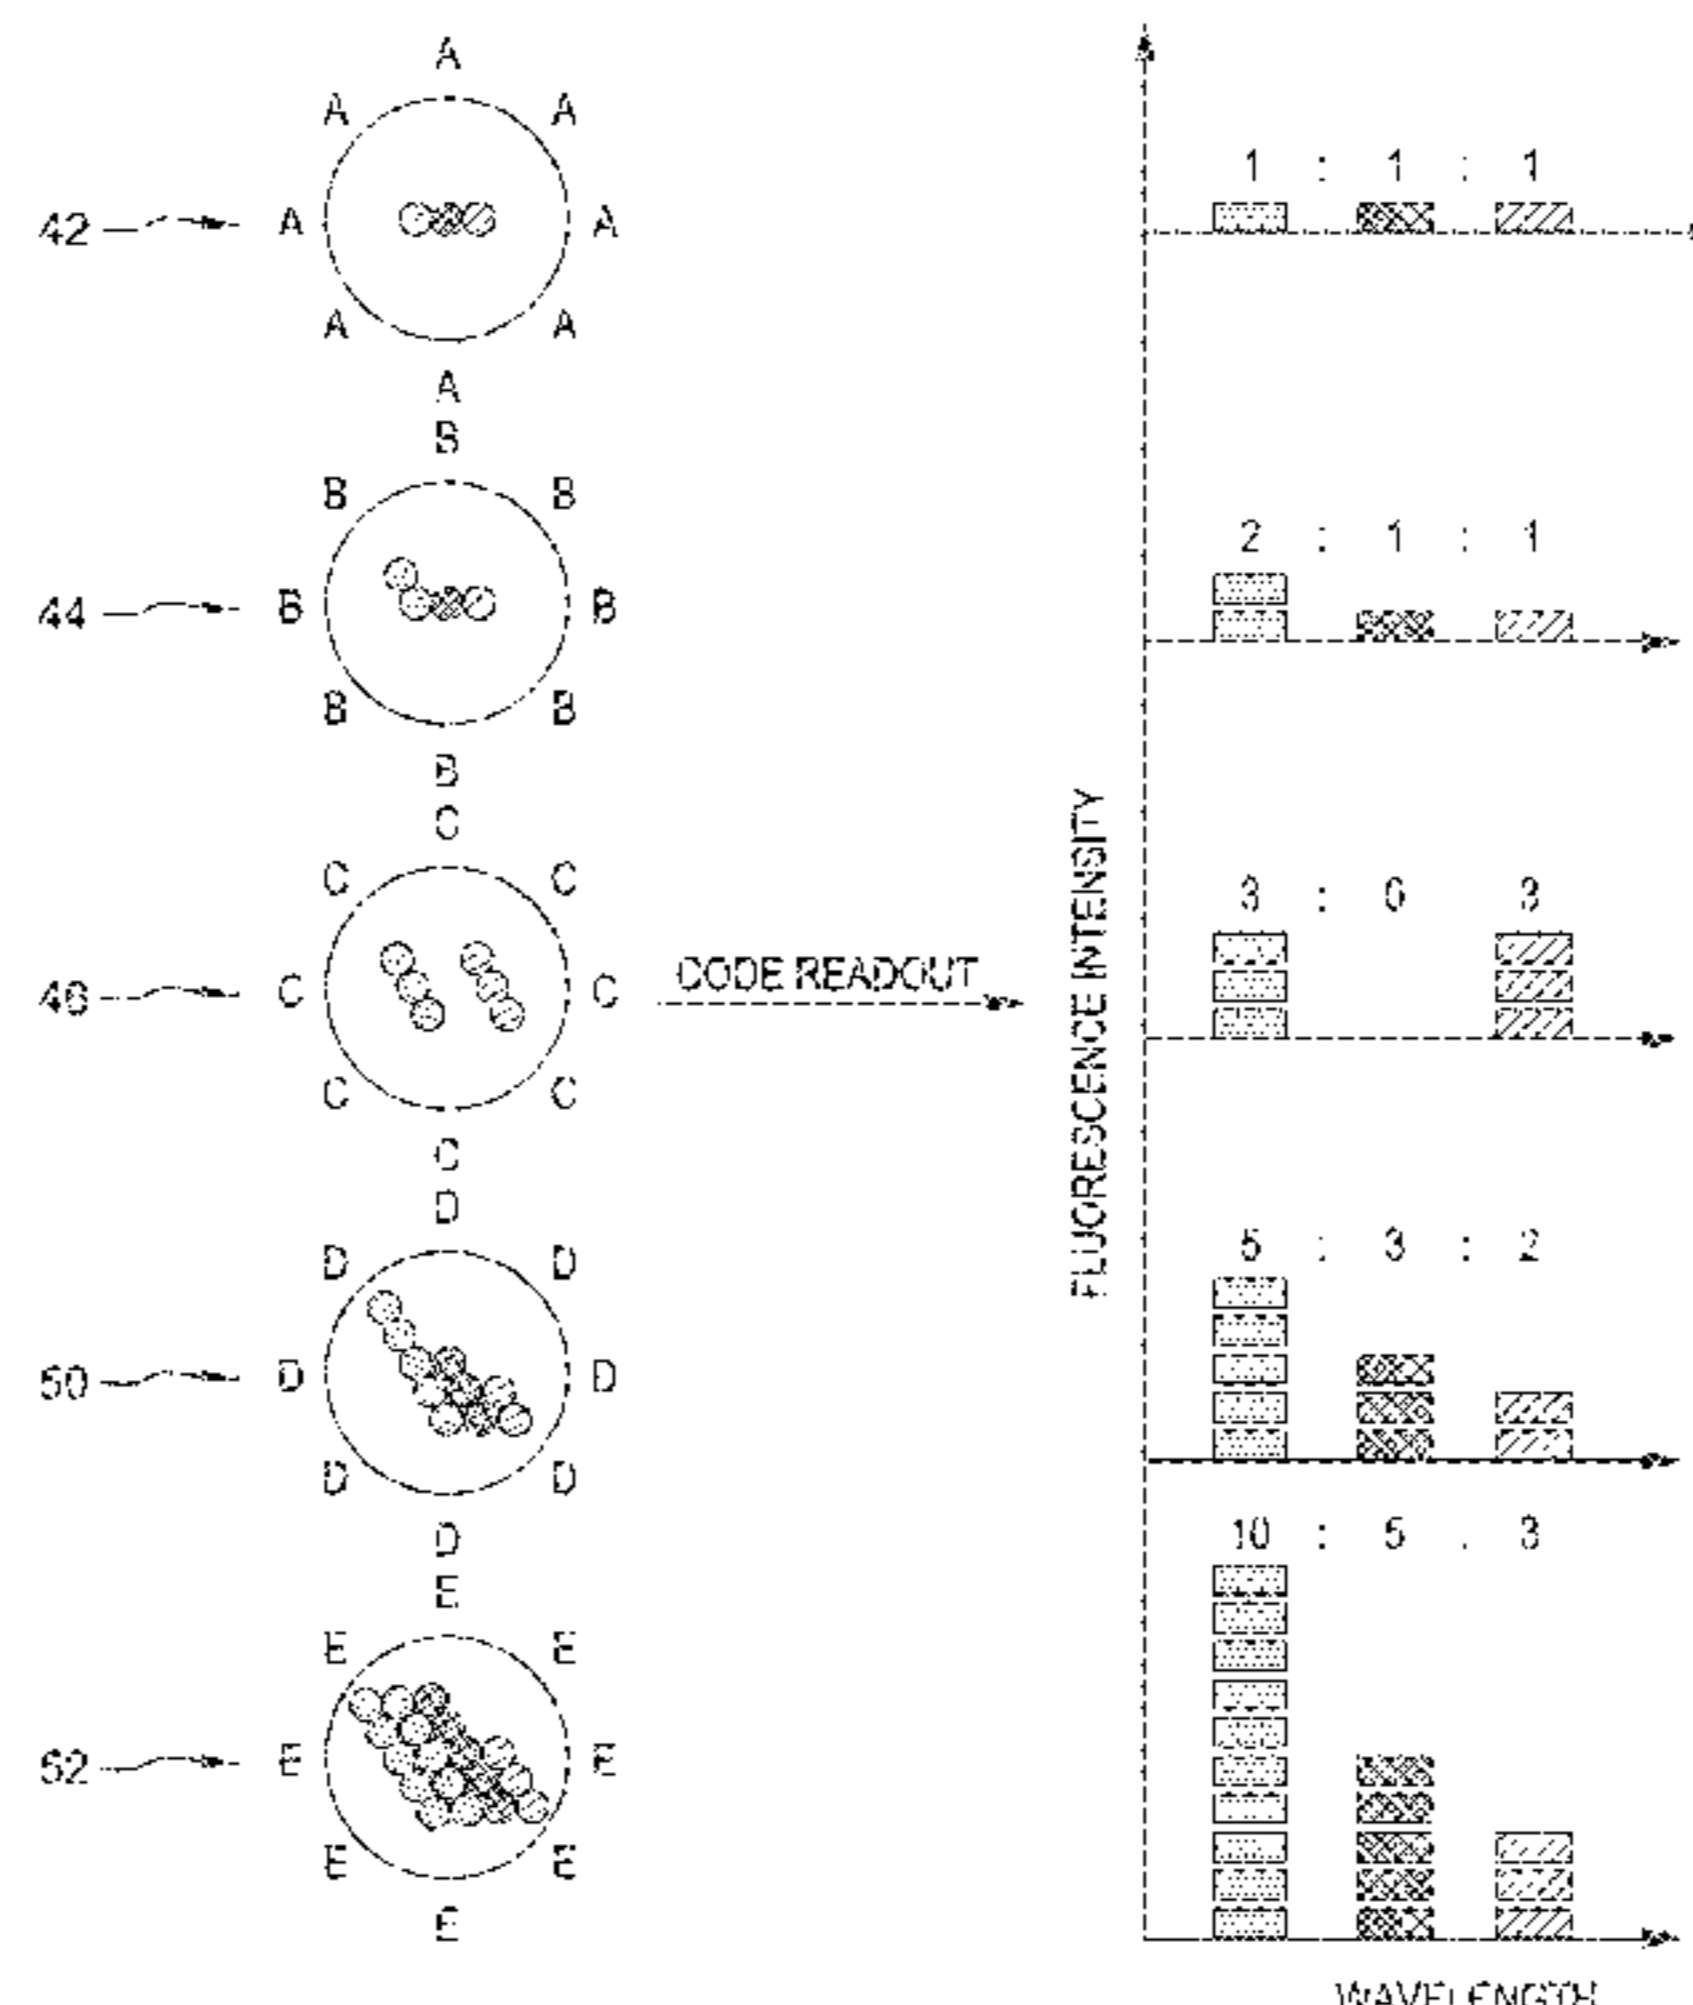 A
A A
42 A A
A A
A
B
B B
44 B B
B B
B
C
C C
46 C C
C C
C
D
D D
50 D D
D D
D
E
E E
52 E E
E E
E
CODE READOUT
FLUORESCENCE INTENSITY
1 : 1 : 1
2 : 1 : 1
3 : 0 3
5 : 3 : 2
10 : 5 : 3
WAVELENGTH